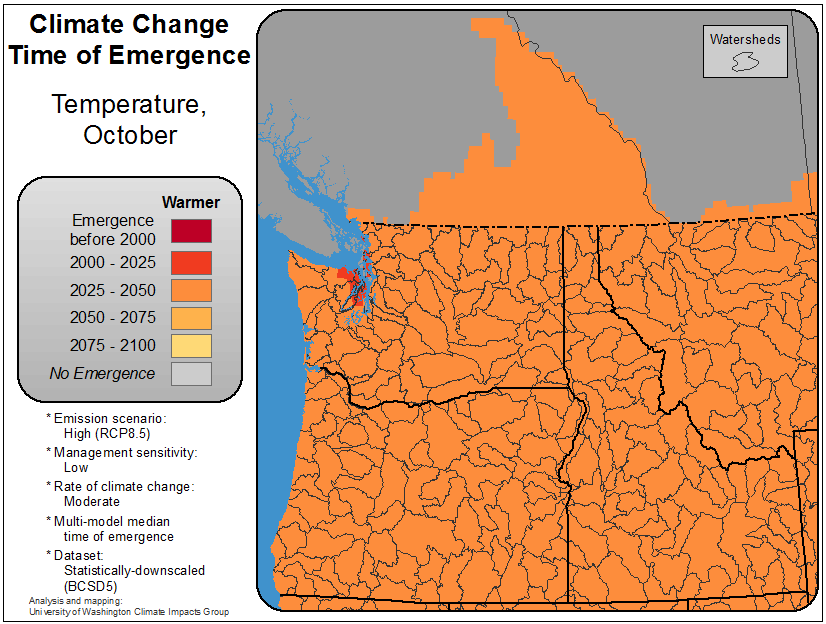 Climate Change
Time of Emergence
Temperature,
October
Warmer
Emergence
before 2000
2000 - 2025
2025 - 2050
2050 - 2075
2075 - 2100
No Emergence
* Emission scenario:
High (RCP8.5)
* Management sensitivity:
Low
* Rate of climate change:
Moderate
* Multi-model median
time of emergence
* Dataset:
Statistically-downscaled
(BCSD5)
Analysis and mapping:
University of Washington Climate Impacts Group
Watersheds